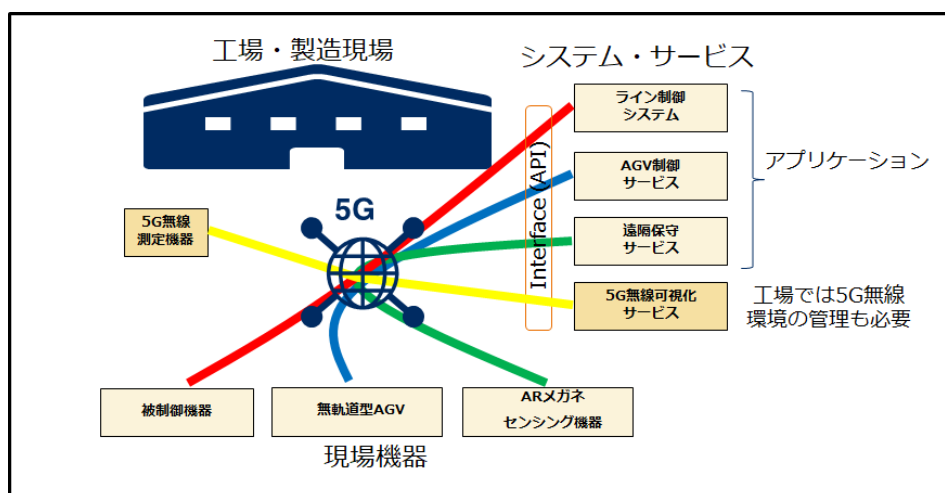 工場・製造現場
システム・サービス
ライン制御
システム
AGV制御
サービス
アプリケーション
遠隔保守
サービス
5G無線可視化
サービス
工場では5G無線
環境の管理も必要
Interface (API)
5G
5G無線
測定機器
被制御機器
無軌道型AGV
ARメガネ
センシング機器
現場機器